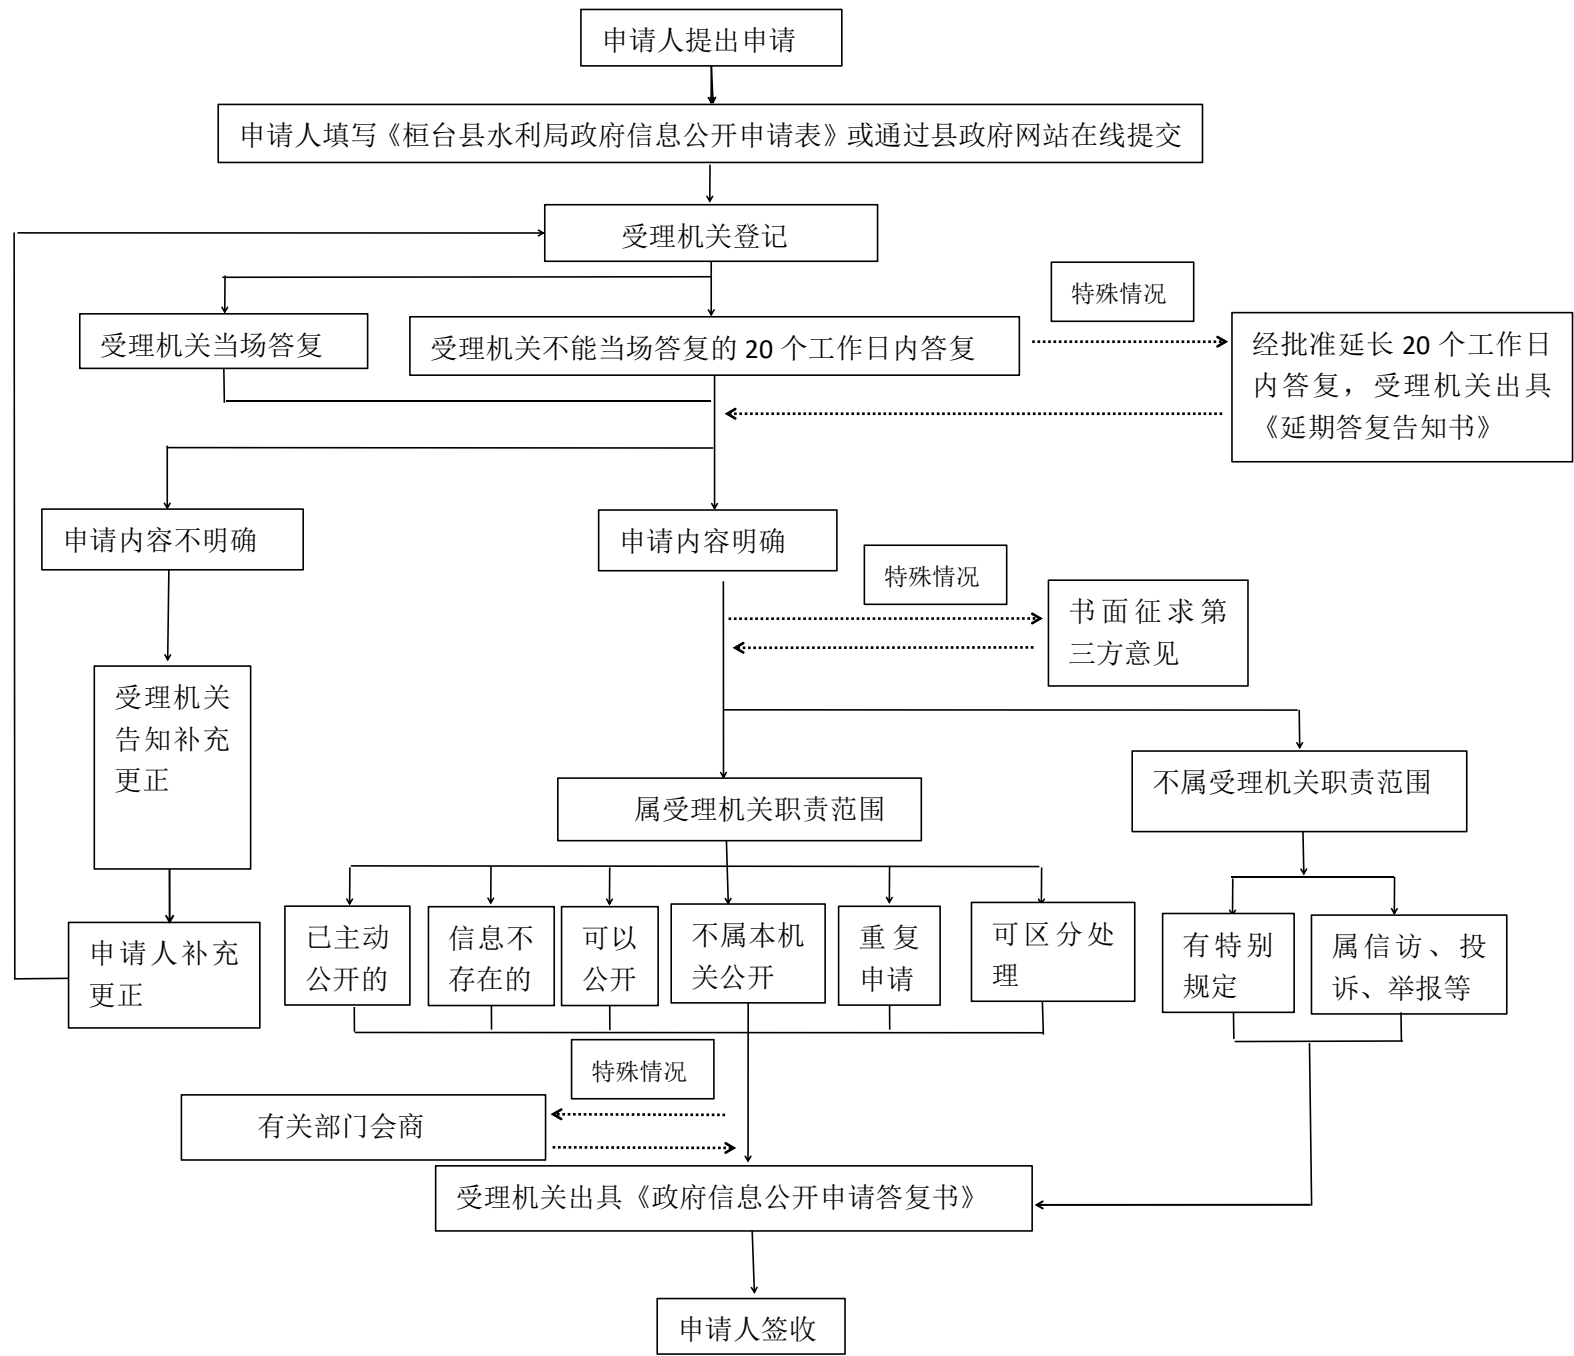 申请人提出申请
申请人填写《桓台县水利局政府信息公开申请表》或通过县政府网站在线提交
受理机关登记
特殊情况
受理机关当场答复
受理机关不能当场答复的 20 个工作日内答复
经批准延长 20 个工作日
内答复，受理机关出具
《延期答复告知书》
申请内容不明确
申请内容明确
特殊情况
书面征求第
三方意见
受理机关
告知补充
更正
不属受理机关职责范围
属受理机关职责范围
申请人补充
更正
已主动
公开的
信息不
存在的
可以
公开
不属本机
关公开
重复
申请
可区分处
理
有特别
规定
属信访、投
诉、举报等
特殊情况
有关部门会商
受理机关出具《政府信息公开申请答复书》
申请人签收